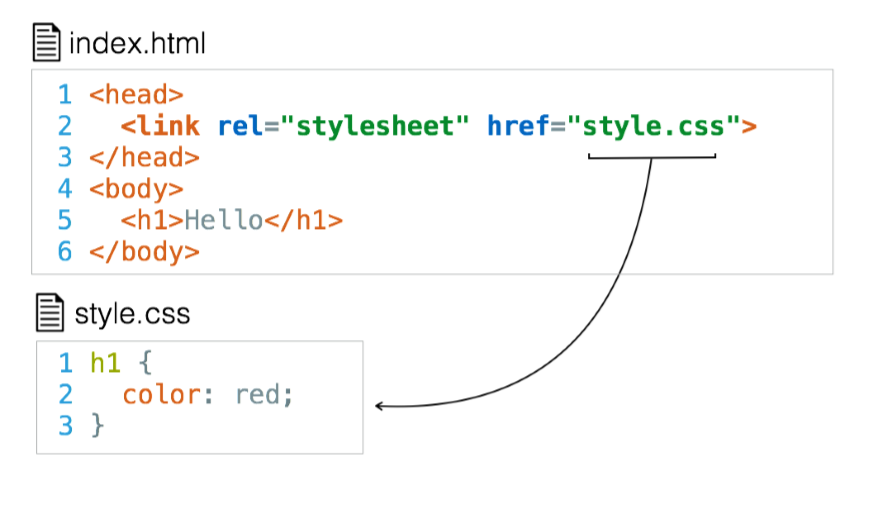 index.html
1 <head>
2   <link rel="stylesheet" href="style.css">
3 </head>
4 <body>
5   <h1>Hello</h1>
6 </body>
style.css
1 h1 {
2   color: red;
3 }